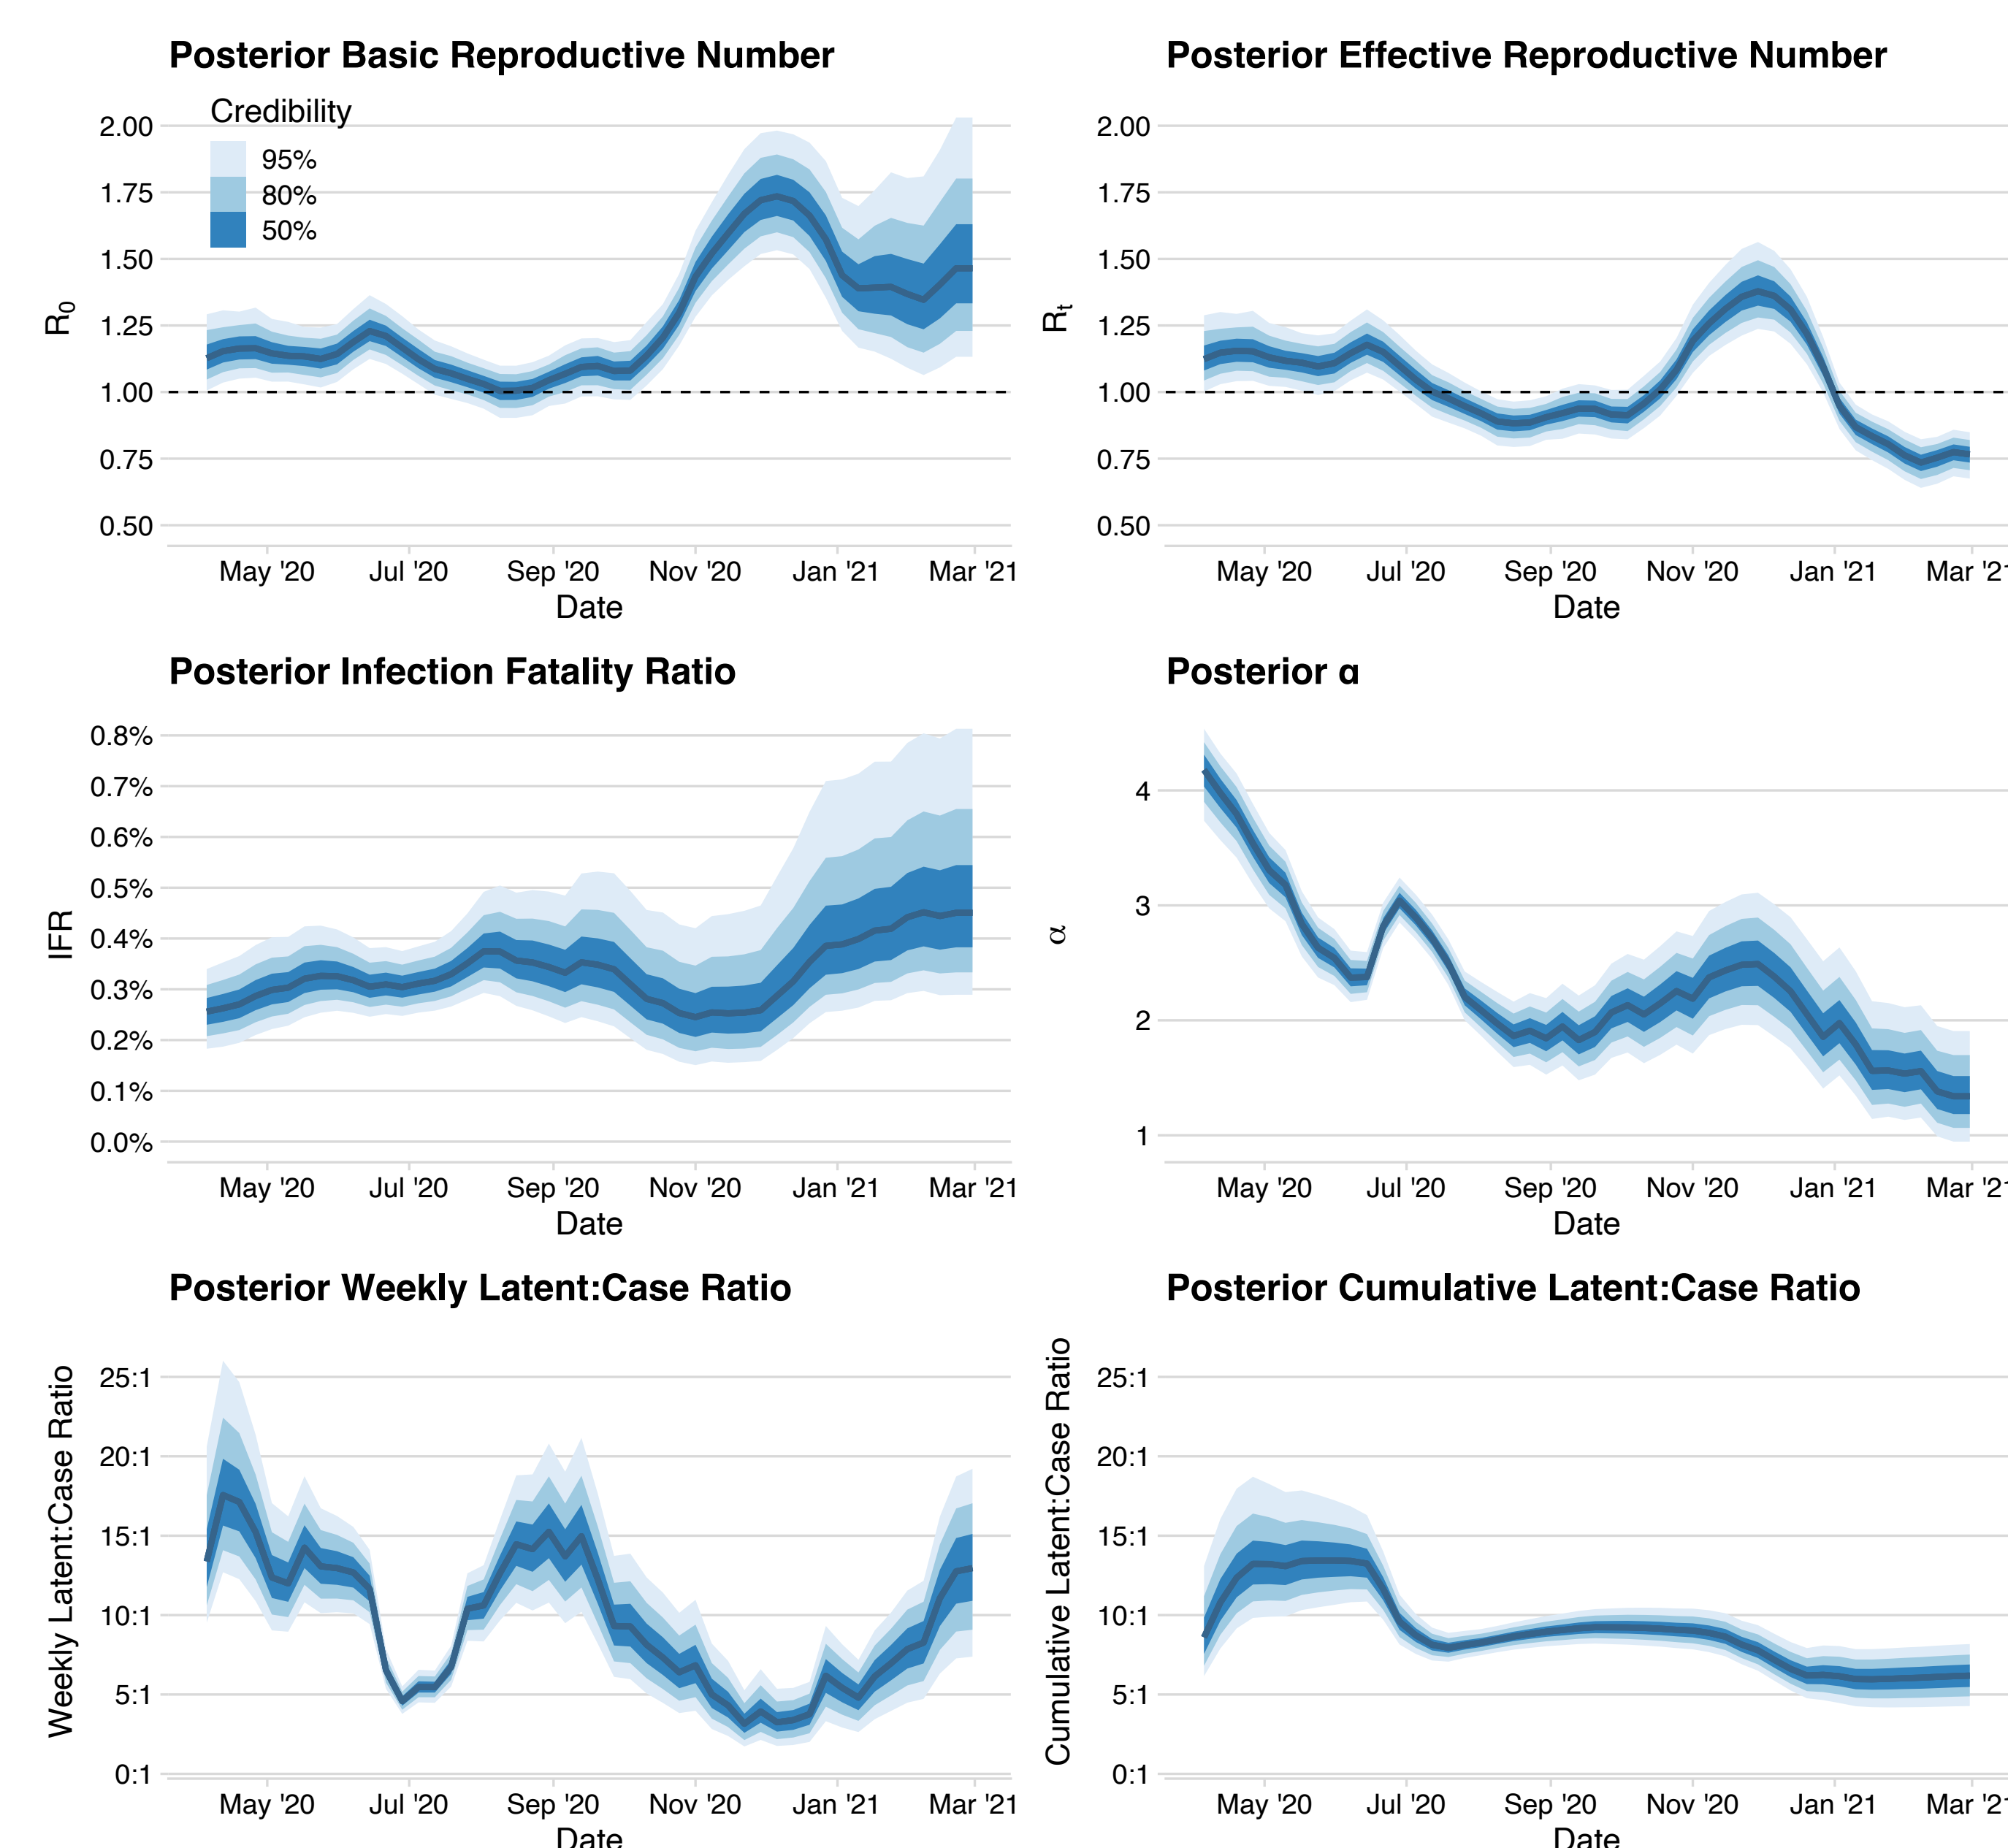 Posterior Basic Reproductive Number
Credibility
95%
80%
50%
2.00
1.75
1.50
1.25
1.00
0.75
0.50
R0
May '20 Jul '20 Sep '20 Nov '20 Jan '21 Mar '21
Date
Posterior Effective Reproductive Number
2.00
1.75
1.50
1.25
1.00
0.75
0.50
Rt
May '20 Jul '20 Sep '20 Nov '20 Jan '21 Mar '21
Date
Posterior Infection Fatality Ratio
0.8%
0.7%
0.6%
0.5%
0.4%
0.3%
0.2%
0.1%
0.0%
IFR
May '20 Jul '20 Sep '20 Nov '20 Jan '21 Mar '21
Date
Posterior α
4
3
2
1
α
May '20 Jul '20 Sep '20 Nov '20 Jan '21 Mar '21
Date
Posterior Weekly Latent:Case Ratio
25:1
20:1
15:1
10:1
5:1
0:1
Weekly Latent:Case Ratio
May '20 Jul '20 Sep '20 Nov '20 Jan '21 Mar '21
Date
Posterior Cumulative Latent:Case Ratio
25:1
20:1
15:1
10:1
5:1
0:1
Cumulative Latent:Case Ratio
May '20 Jul '20 Sep '20 Nov '20 Jan '21 Mar '21
Date